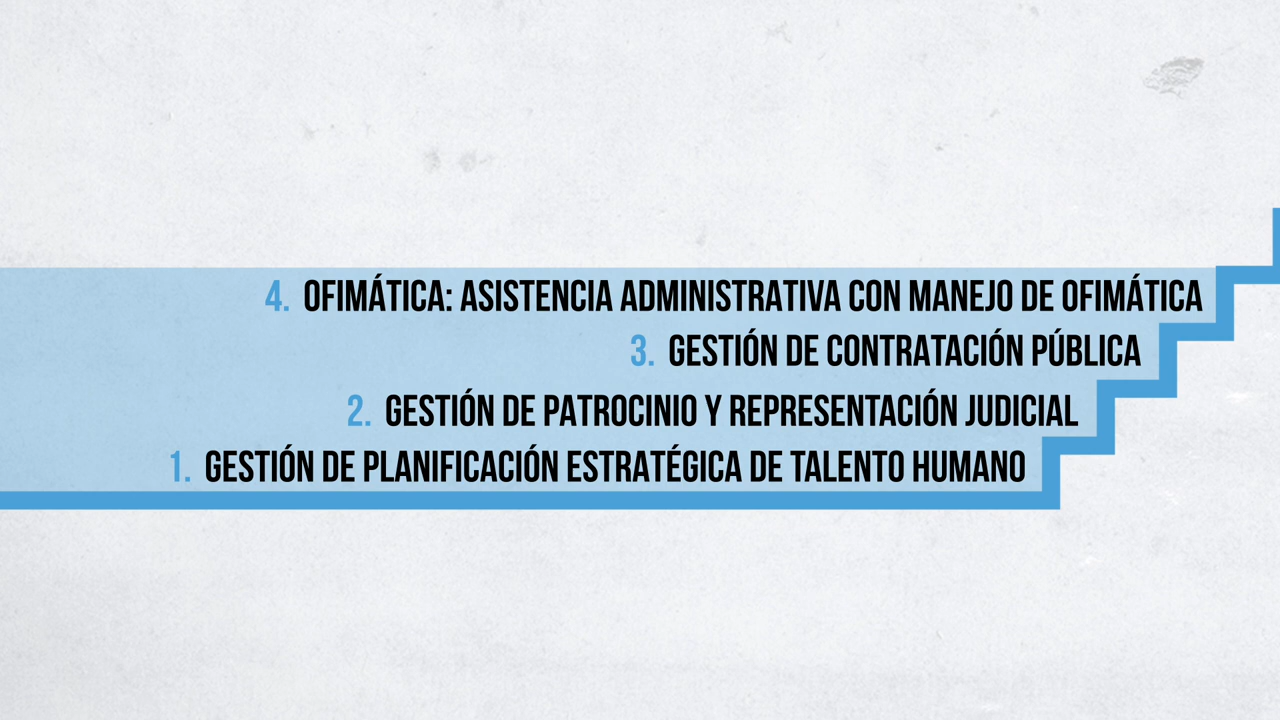 4. OFIMÁTICA: ASISTENCIA ADMINISTRATIVA CON MANEJO DE OFIMÁTICA
3. GESTIÓN DE CONTRATACIÓN PÚBLICA
2. GESTIÓN DE PATROCINIO Y REPRESENTACIÓN JUDICIAL
1. GESTIÓN DE PLANIFICACIÓN ESTRATÉGICA DE TALENTO HUMANO